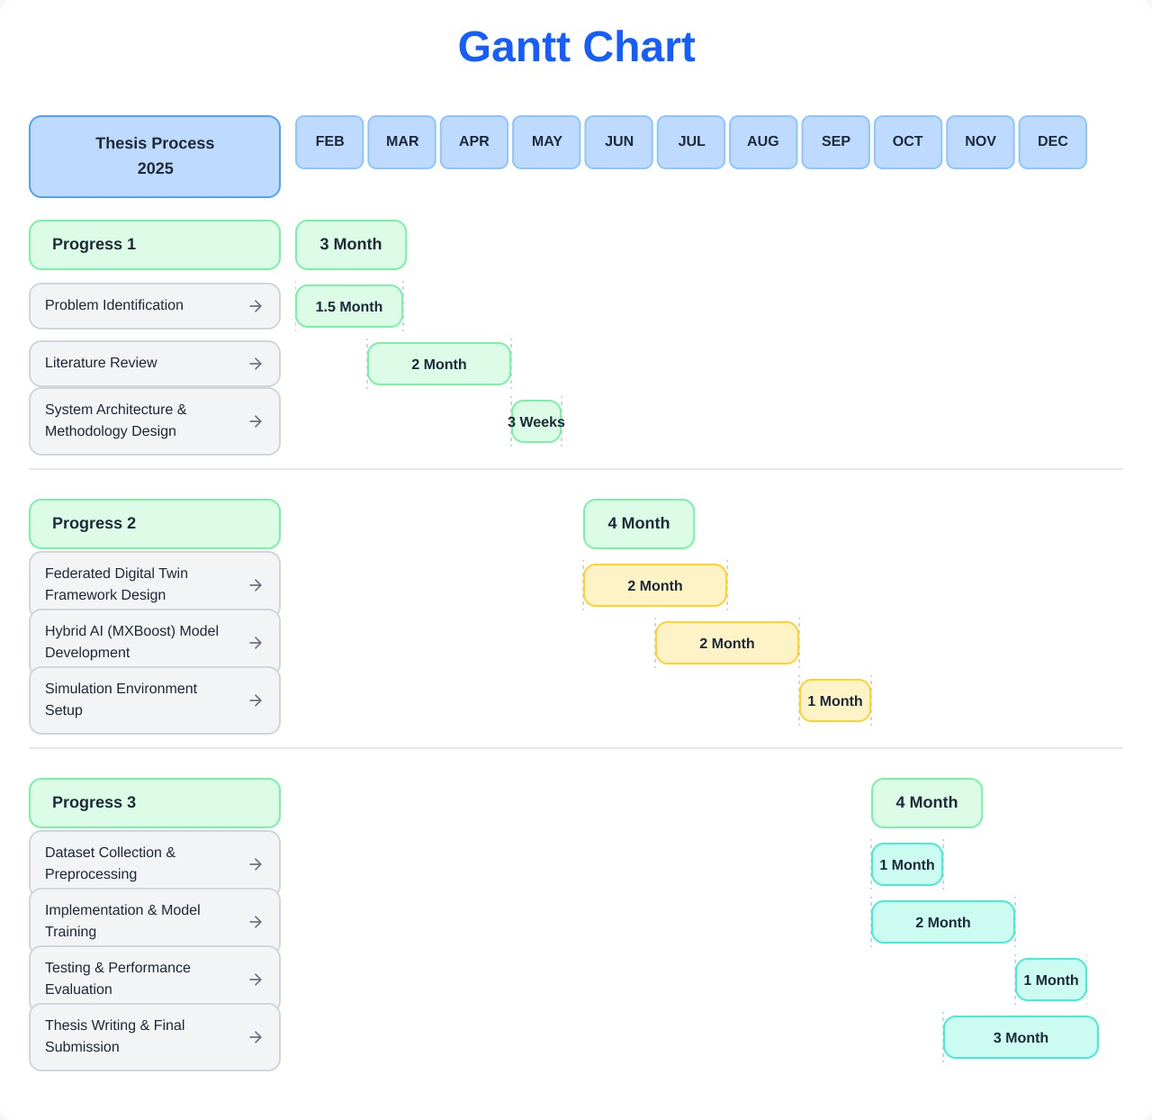 Gantt Chart
Thesis Process
2025
FEB MAR APR MAY JUN JUL AUG SEP OCT NOV DEC
Progress 1
3 Month
Problem Identification
1.5 Month
Literature Review
2 Month
System Architecture &
Methodology Design
3 Weeks
Progress 2
4 Month
Federated Digital Twin
Framework Design
2 Month
Hybrid AI (MXBoost) Model
Development
2 Month
Simulation Environment
Setup
1 Month
Progress 3
4 Month
Dataset Collection &
Preprocessing
1 Month
Implementation & Model
Training
2 Month
Testing & Performance
Evaluation
1 Month
Thesis Writing & Final
Submission
3 Month